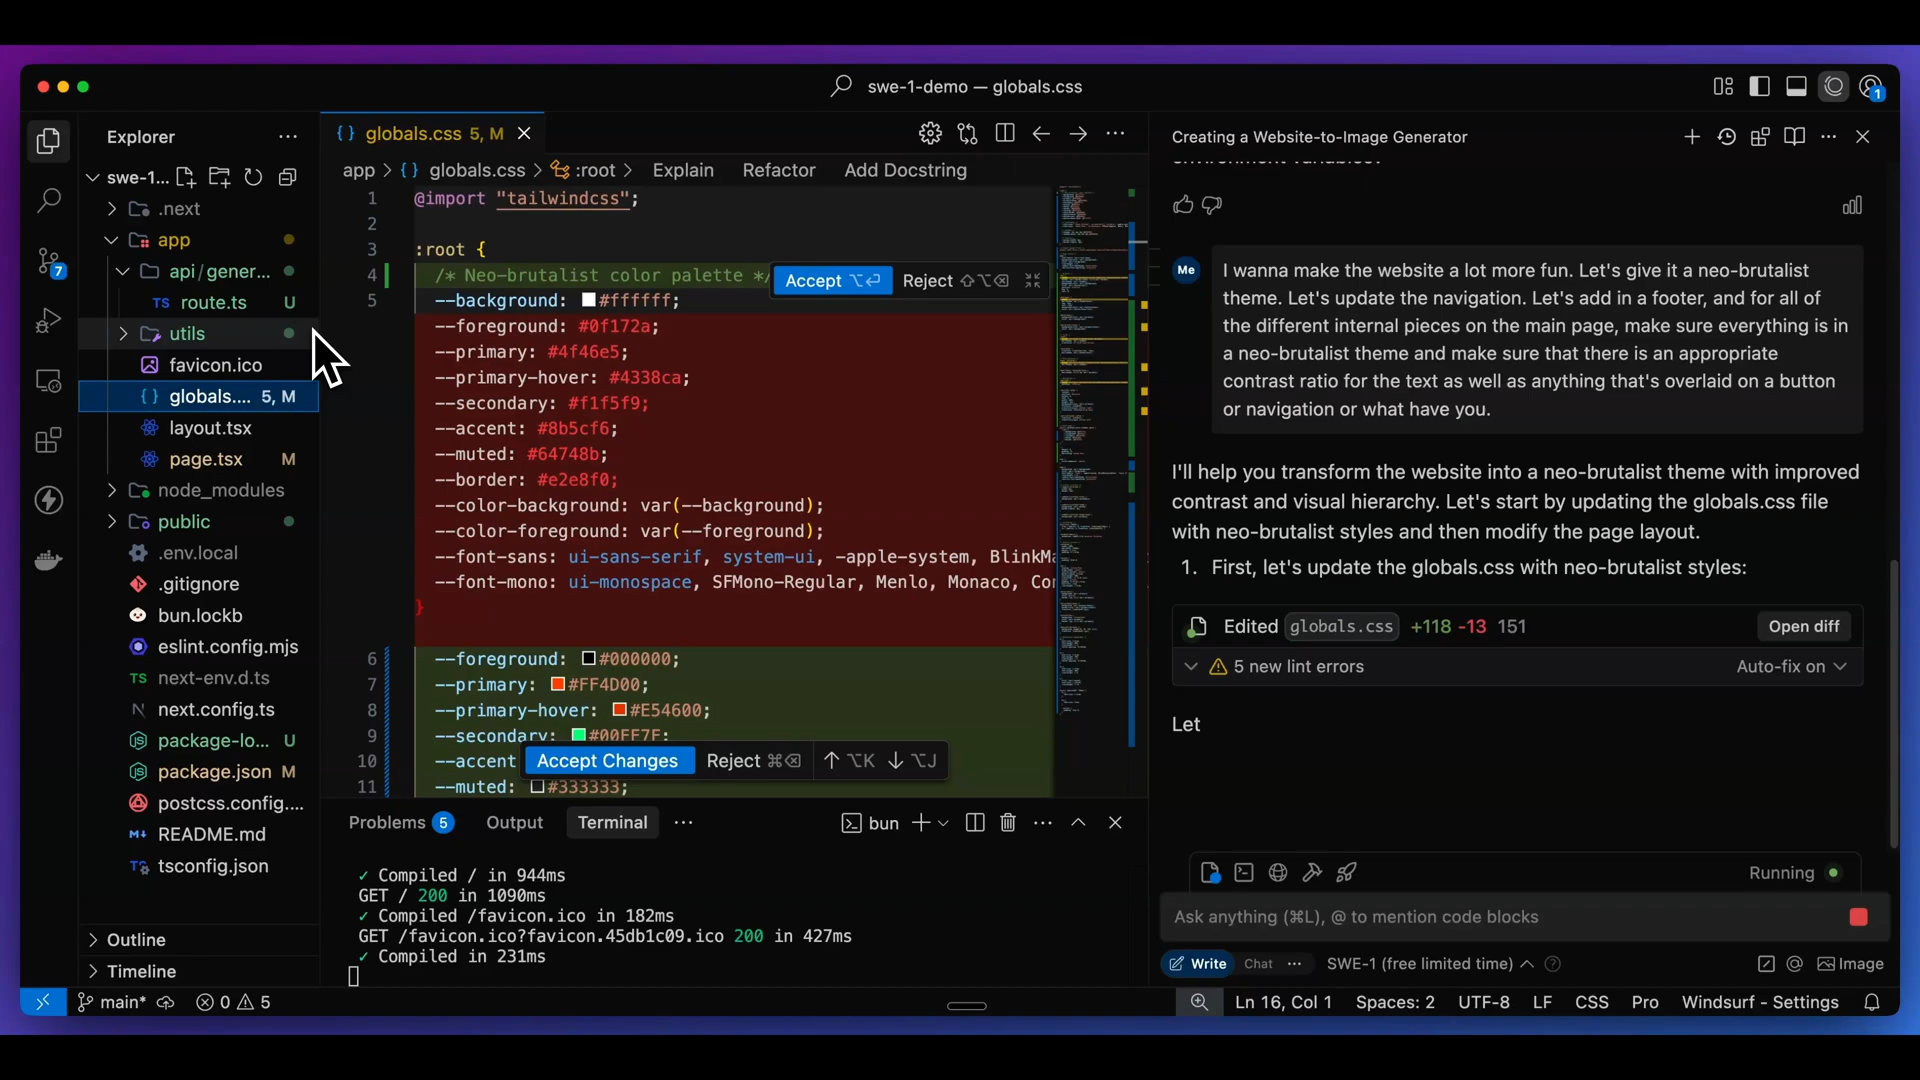 swe-1-demo — globals.css
1
Explorer
swe-1...
.next
app
api/gener...
route.ts U
utils
favicon.ico
globals.... 5, M
layout.tsx
page.tsx M
node_modules
public
.env.local
.gitignore
bun.lockb
eslint.config.mjs
next-env.d.ts
next.config.ts
package-lo... U
package.json M
postcss.config....
README.md
tsconfig.json
Outline
Timeline
7
globals.css 5, M
app > {} globals.css > :root > Explain Refactor Add Docstring
1 @import "tailwindcss";
2
3 :root {
4 /* Neo-brutalist color palette */
Accept ⌥⏎ Reject ⇧⌥⌫
5 --background: #ffffff;
--foreground: #0f172a;
--primary: #4f46e5;
--primary-hover: #4338ca;
--secondary: #f1f5f9;
--accent: #8b5cf6;
--muted: #64748b;
--border: #e2e8f0;
--color-background: var(--background);
--color-foreground: var(--foreground);
--font-sans: ui-sans-serif, system-ui, -apple-system, BlinkMa
--font-mono: ui-monospace, SFMono-Regular, Menlo, Monaco, Con
}
6 --foreground: #000000;
7 --primary: #FF4D00;
8 --primary-hover: #E54600;
9 --secondary: #00FF7F;
10 --accent
Accept Changes Reject ⌘⌫ ↑ ⌥K ↓ ⌥J
11 --muted: #333333;
Problems 5 Output Terminal ... bun
✓ Compiled / in 944ms
GET / 200 in 1090ms
✓ Compiled /favicon.ico in 182ms
GET /favicon.ico?favicon.45db1c09.ico 200 in 427ms
✓ Compiled in 231ms
Creating a Website-to-Image Generator
environment variables.
Me
I wanna make the website a lot more fun. Let's give it a neo-brutalist
theme. Let's update the navigation. Let's add in a footer, and for all of
the different internal pieces on the main page, make sure everything is in
a neo-brutalist theme and make sure that there is an appropriate
contrast ratio for the text as well as anything that's overlaid on a button
or navigation or what have you.
I'll help you transform the website into a neo-brutalist theme with improved
contrast and visual hierarchy. Let's start by updating the globals.css file
with neo-brutalist styles and then modify the page layout.
1. First, let's update the globals.css with neo-brutalist styles:
Edited globals.css +118 -13 151 Open diff
5 new lint errors Auto-fix on
Let
Running
Ask anything (⌘L), @ to mention code blocks
Write Chat ... SWE-1 (free limited time) Image
main* 0 5 Ln 16, Col 1 Spaces: 2 UTF-8 LF CSS Pro Windsurf - Settings